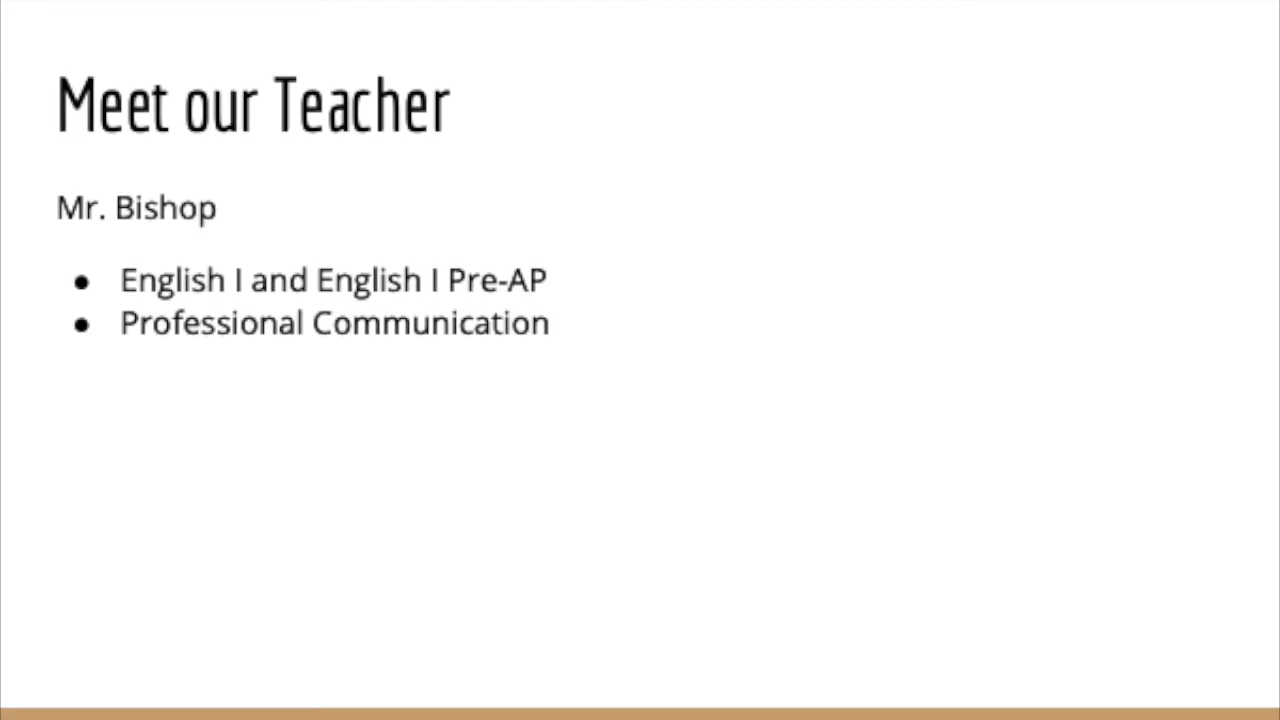 Meet our Teacher
Mr. Bishop
● English I and English I Pre-AP
● Professional Communication